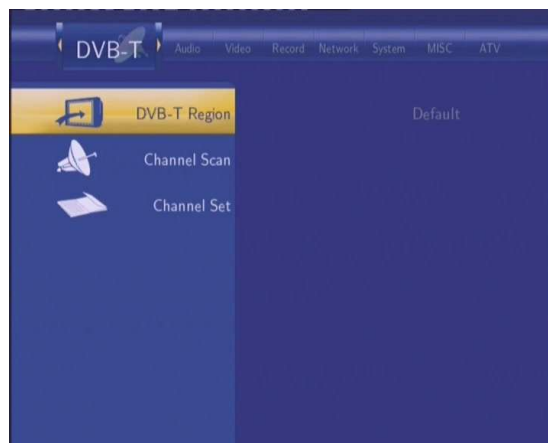 DVB-T Audio Video Record Network System MISC ATV
DVB-T Region Default
Channel Scan
Channel Set